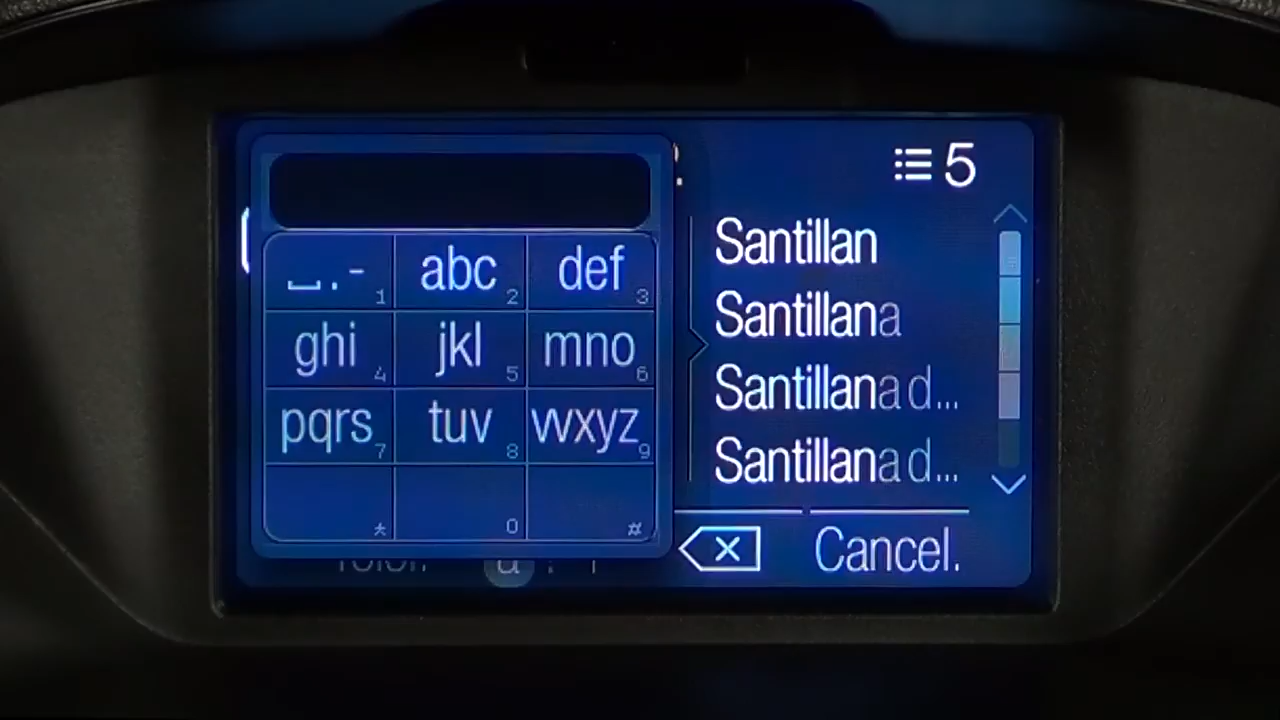 5
␣.- 1 abc 2 def 3
ghi 4 jkl 5 mno 6
pqrs 7 tuv 8 wxyz 9
* 0 #
Santillan
Santillana
Santillana d...
Santillana d...
Cancel.